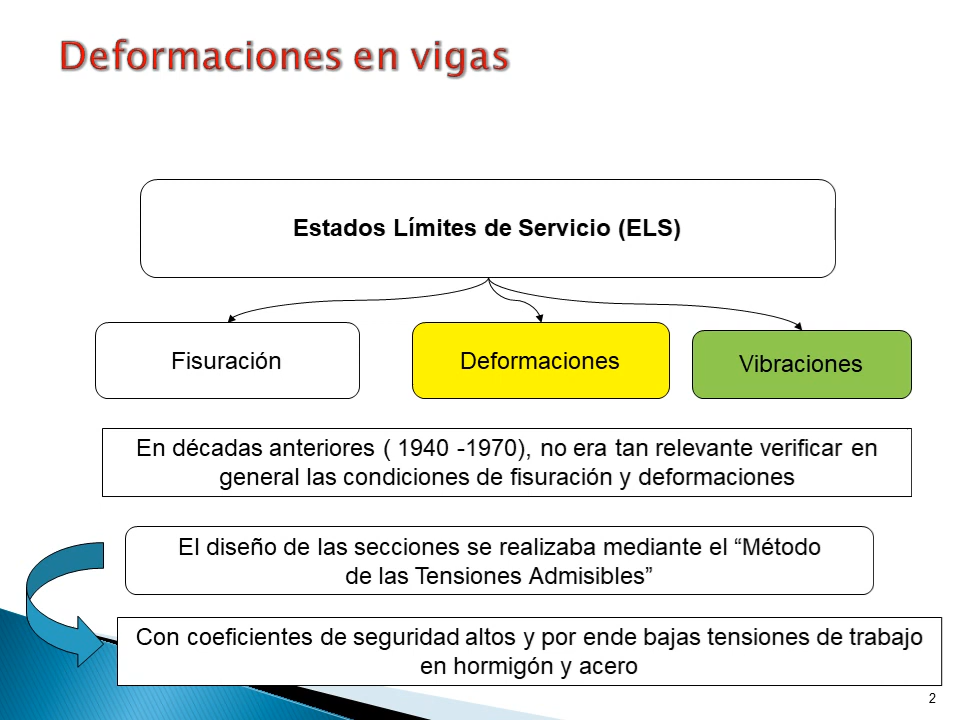 Deformaciones en vigas
Estados Límites de Servicio (ELS)
Fisuración
Deformaciones
Vibraciones
En décadas anteriores ( 1940 -1970), no era tan relevante verificar en
general las condiciones de fisuración y deformaciones
El diseño de las secciones se realizaba mediante el “Método
de las Tensiones Admisibles”
Con coeficientes de seguridad altos y por ende bajas tensiones de trabajo
en hormigón y acero
2